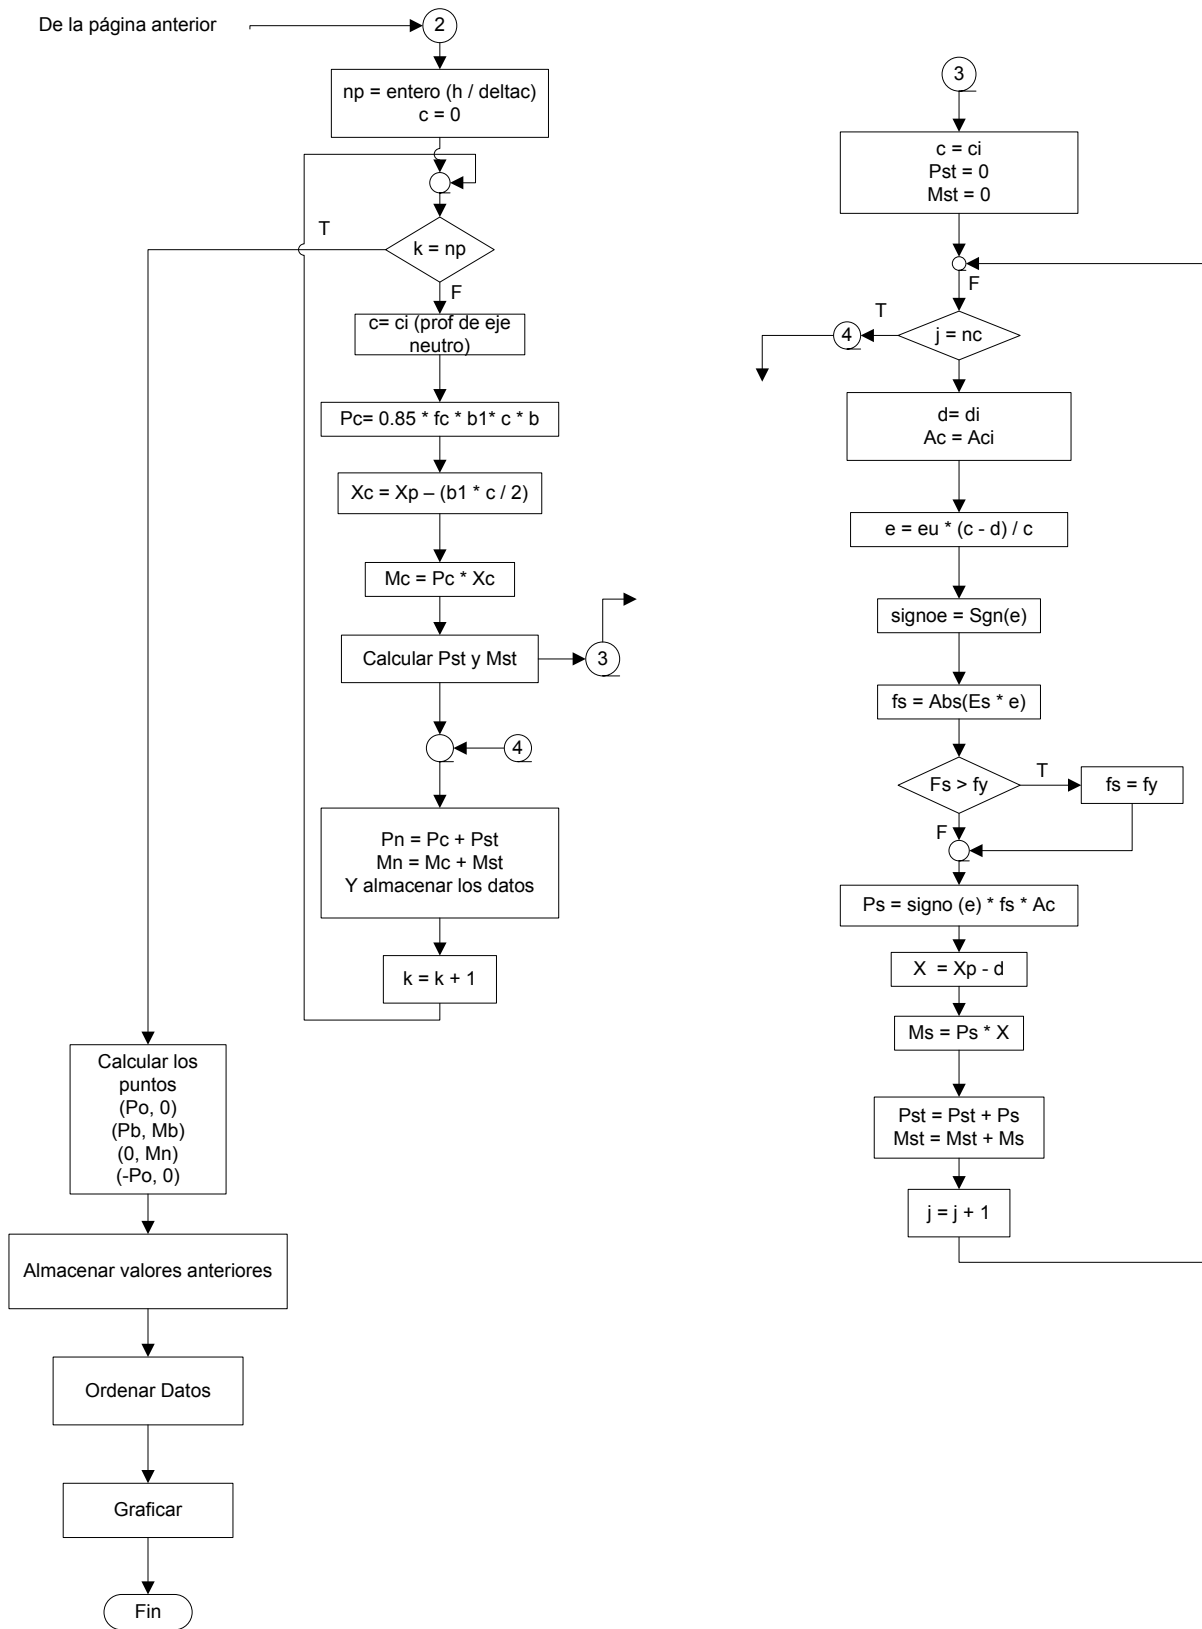 De la página anterior
2
np = entero (h / deltac)
c = 0
k = np
T
F
c= ci (prof de eje
neutro)
Pc= 0.85 * fc * b1* c * b
Xc = Xp – (b1 * c / 2)
Mc = Pc * Xc
Calcular Pst y Mst
3
4
Pn = Pc + Pst
Mn = Mc + Mst
Y almacenar los datos
k = k + 1
Calcular los
puntos
(Po, 0)
(Pb, Mb)
(0, Mn)
(-Po, 0)
Almacenar valores anteriores
Ordenar Datos
Graficar
Fin
3
c = ci
Pst = 0
Mst = 0
F
T
4
j = nc
d= di
Ac = Aci
e = eu * (c - d) / c
signoe = Sgn(e)
fs = Abs(Es * e)
Fs > fy
T
fs = fy
F
Ps = signo (e) * fs * Ac
X = Xp - d
Ms = Ps * X
Pst = Pst + Ps
Mst = Mst + Ms
j = j + 1